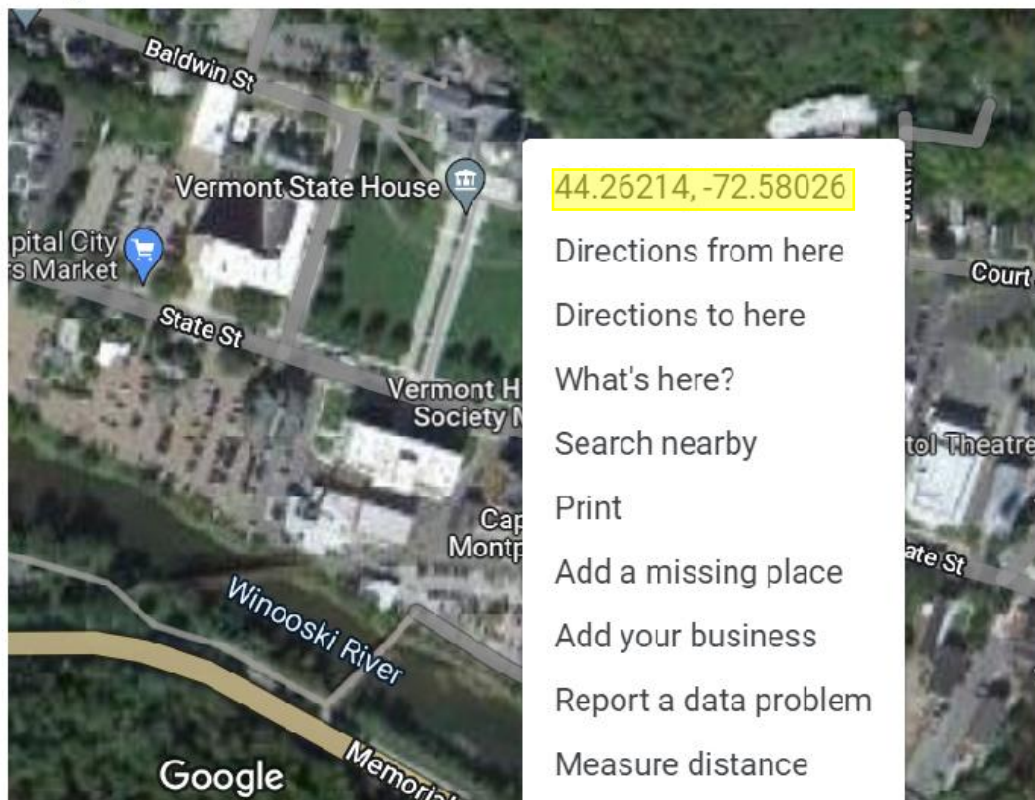 Baldwin St
Vermont State House
pital City
s Market
State St
Vermont H
Society M
Cap
Montp
Winooski River
Memorial
Google
44.26214, -72.58026
Directions from here
Directions to here
What's here?
Search nearby
Print
Add a missing place
Add your business
Report a data problem
Measure distance
Court
tol Theatre
ate St